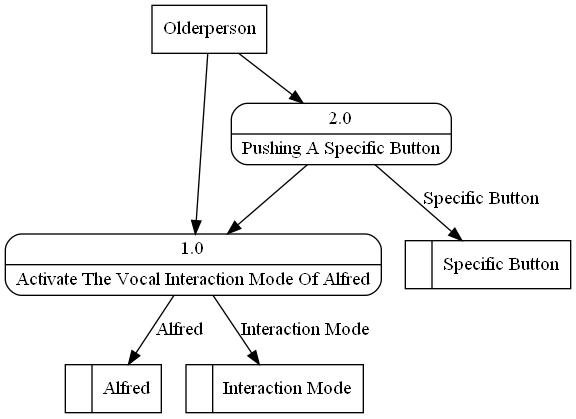 Olderperson
2.0
Pushing A Specific Button
Specific Button
1.0
Specific Button
Activate The Vocal Interaction Mode Of Alfred
Alfred
Interaction Mode
Alfred
Interaction Mode